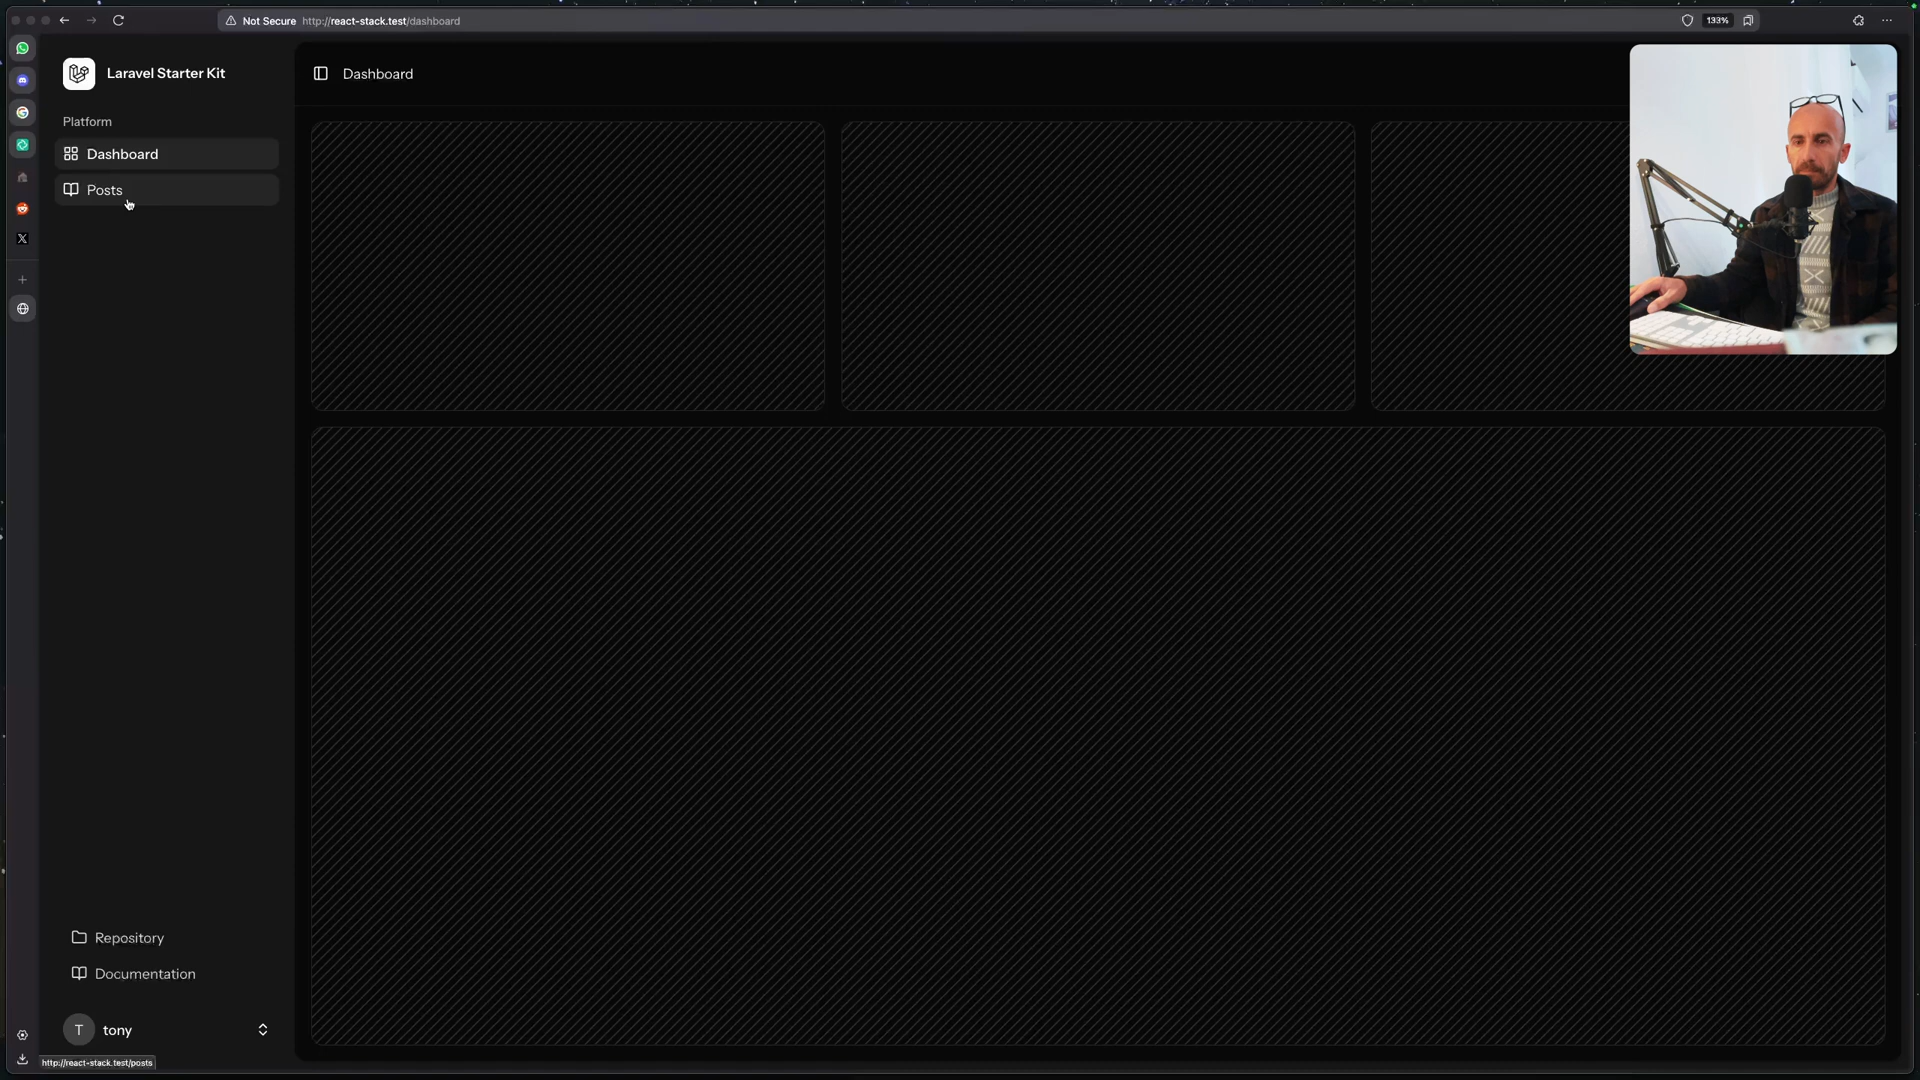 Not Secure http://react-stack.test/dashboard
133%
Laravel Starter Kit
Dashboard
Platform
Dashboard
Posts
Repository
Documentation
T tony
http://react-stack.test/posts